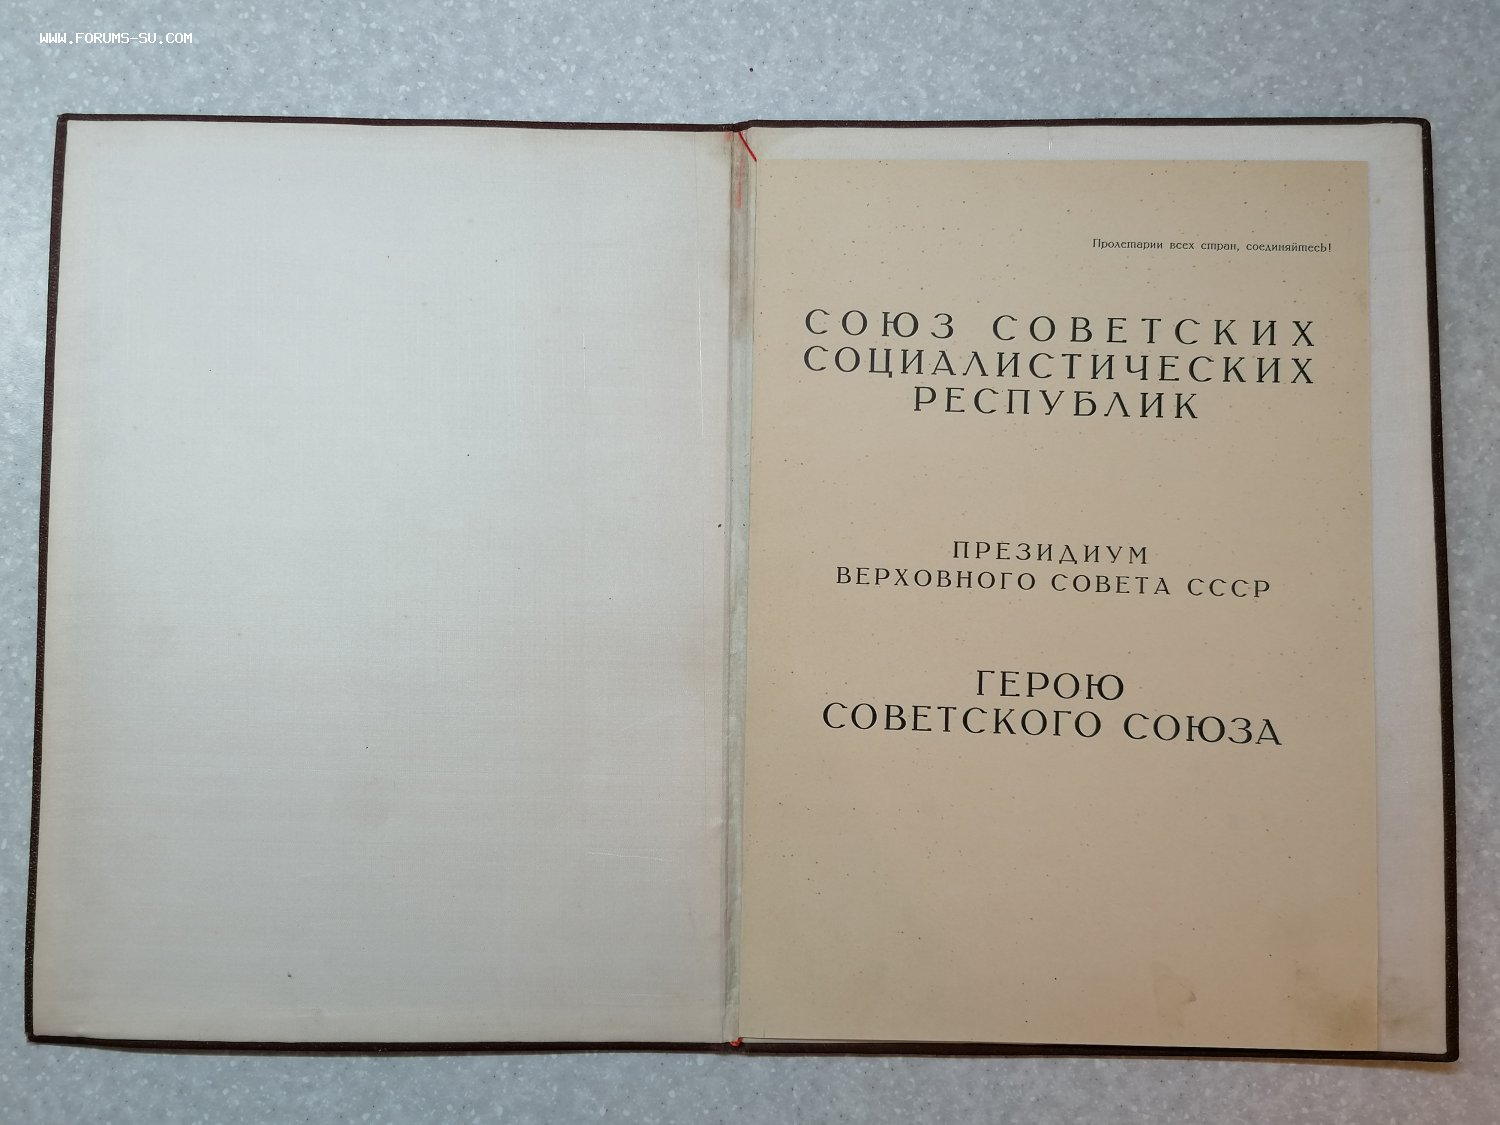 WWW.FORUMS-SU.COM
Пролетарии всех стран, соединяйтесь!
СОЮЗ СОВЕТСКИХ
СОЦИАЛИСТИЧЕСКИХ
РЕСПУБЛИК
ПРЕЗИДИУМ
ВЕРХОВНОГО СОВЕТА СССР
ГЕРОЮ
СОВЕТСКОГО СОЮЗА